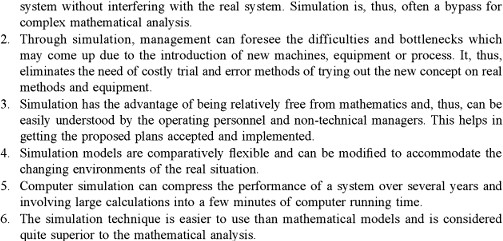 system without interfering with the real system. Simulation is, thus, often a bypass for
complex mathematical analysis.
2. Through simulation, management can foresee the difficulties and bottlenecks which
may come up due to the introduction of new machines, equipment or process. It, thus,
eliminates the need of costly trial and error methods of trying out the new concept on real
methods and equipment.
3. Simulation has the advantage of being relatively free from mathematics and, thus, can be
easily understood by the operating personnel and non-technical managers. This helps in
getting the proposed plans accepted and implemented.
4. Simulation models are comparatively flexible and can be modified to accommodate the
changing environments of the real situation.
5. Computer simulation can compress the performance of a system over several years and
involving large calculations into a few minutes of computer running time.
6. The simulation technique is easier to use than mathematical models and is considered
quite superior to the mathematical analysis.